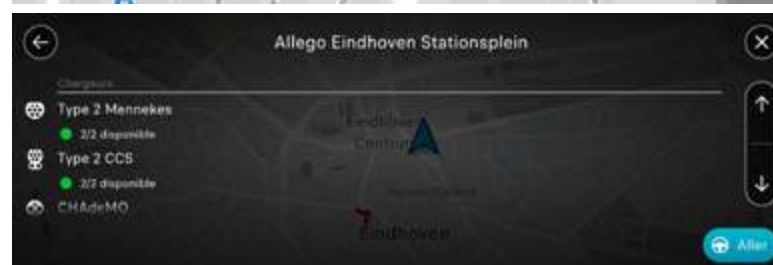 Allego Eindhoven Stationsplein
Chargeurs
Type 2 Mennekes
2/2 disponible
Type 2 CCS
2/2 disponible
CHAdeMO
Eindhoven
Centrum
Eindhoven
Aller